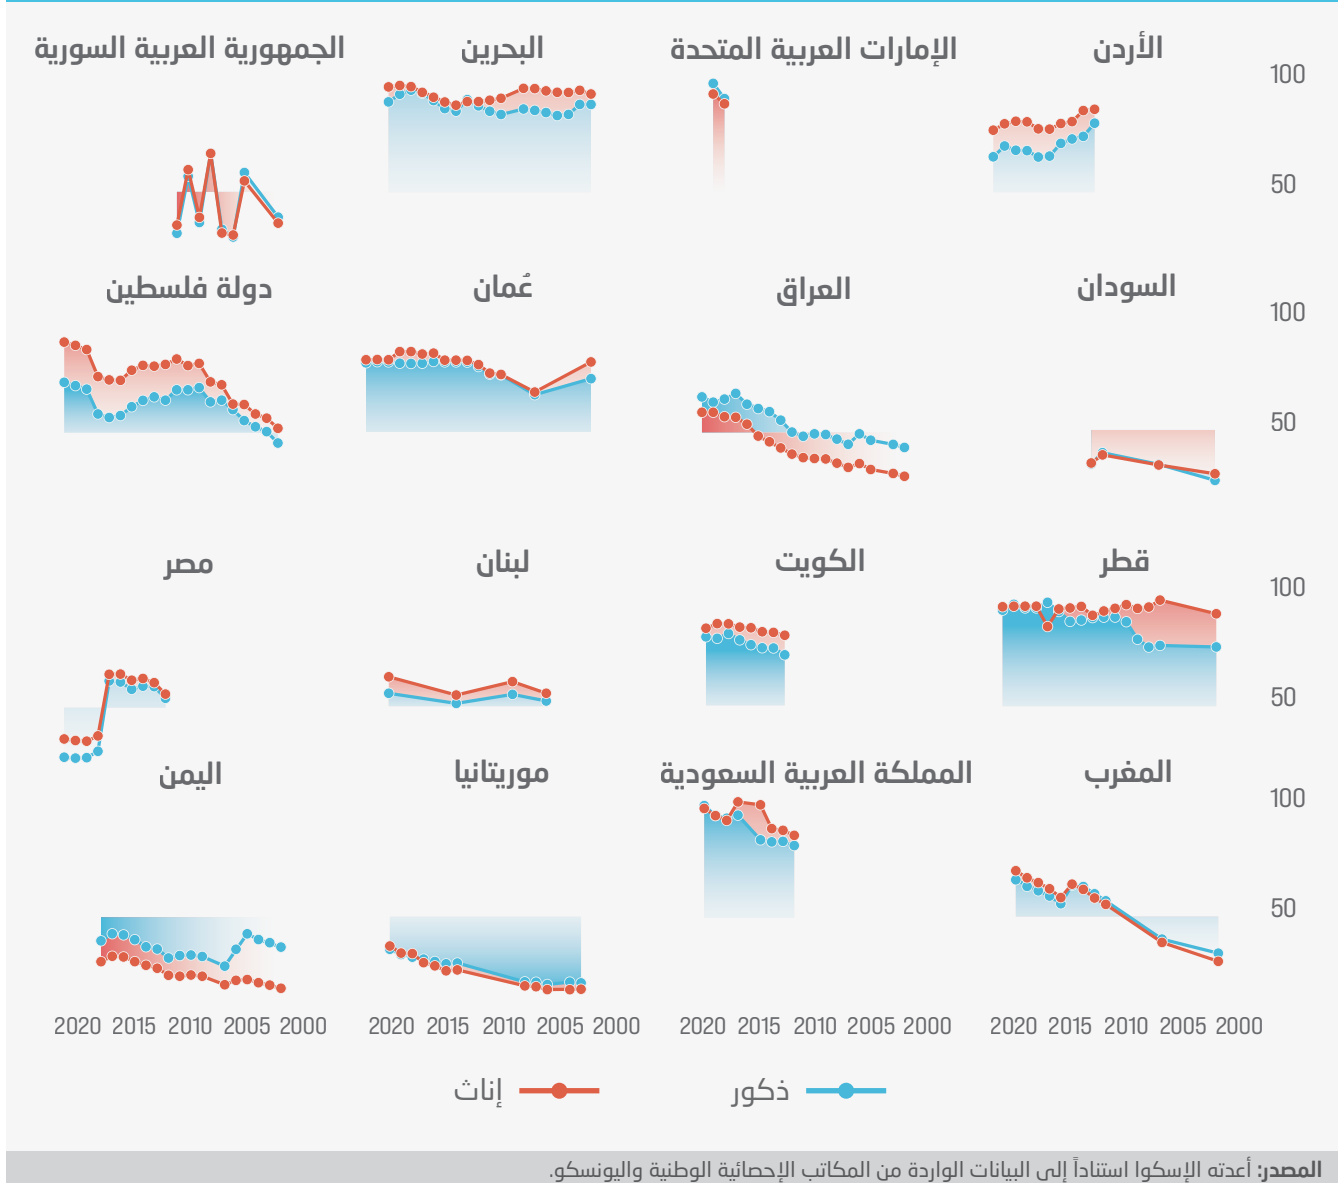 الأردن
الإمارات العربية المتحدة
البحرين
الجمهورية العربية السورية
100
50
السودان
العراق
عُمان
دولة فلسطين
100
50
قطر
الكويت
لبنان
مصر
100
50
المغرب
المملكة العربية السعودية
موريتانيا
اليمن
100
50
2020 2015 2010 2005 2000
2020 2015 2010 2005 2000
2020 2015 2010 2005 2000
2020 2015 2010 2005 2000
ذكور
إناث
المصدر: أعدته الإسكوا استناداً إلى البيانات الواردة من المكاتب الإحصائية الوطنية واليونسكو.